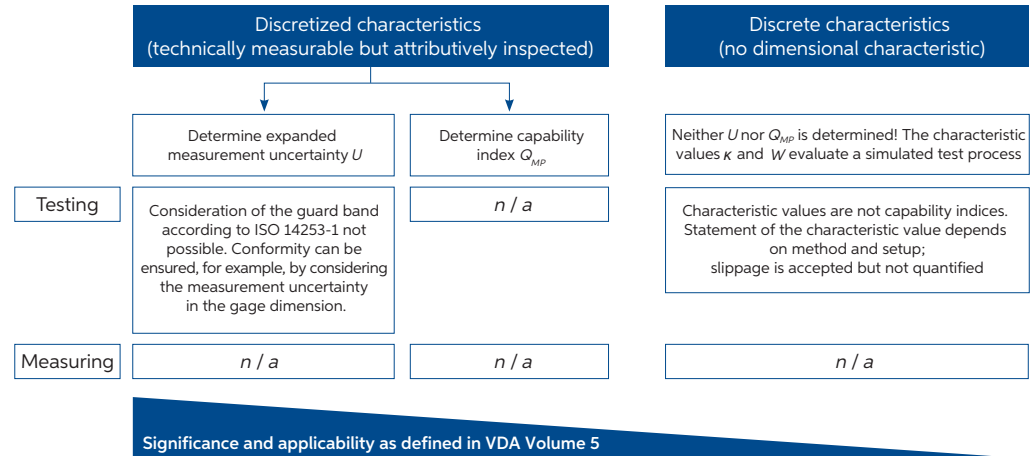 Discretized characteristics
(technically measurable but attributively inspected)
Discrete characteristics
(no dimensional characteristic)
Determine expanded
measurement uncertainty U
Determine capability
index Q_MP
Neither U nor Q_MP is determined! The characteristic
values κ and W evaluate a simulated test process
Testing
Consideration of the guard band
according to ISO 14253-1 not
possible. Conformity can be
ensured, for example, by considering
the measurement uncertainty
in the gage dimension.
n / a
Characteristic values are not capability indices.
Statement of the characteristic value depends
on method and setup;
slippage is accepted but not quantified
Measuring
n / a
n / a
n / a
Significance and applicability as defined in VDA Volume 5